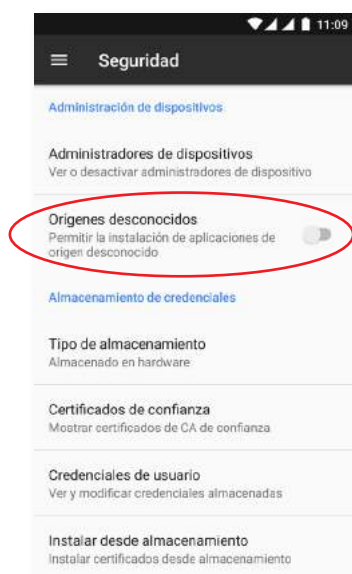 11:09
Seguridad
Administración de dispositivos
Administradores de dispositivos
Ver o desactivar administradores de dispositivo
Orígenes desconocidos
Permitir la instalación de aplicaciones de
origen desconocido
Almacenamiento de credenciales
Tipo de almacenamiento
Almacenado en hardware
Certificados de confianza
Mostrar certificados de CA de confianza
Credenciales de usuario
Ver y modificar credenciales almacenadas
Instalar desde almacenamiento
Instalar certificados desde almacenamiento